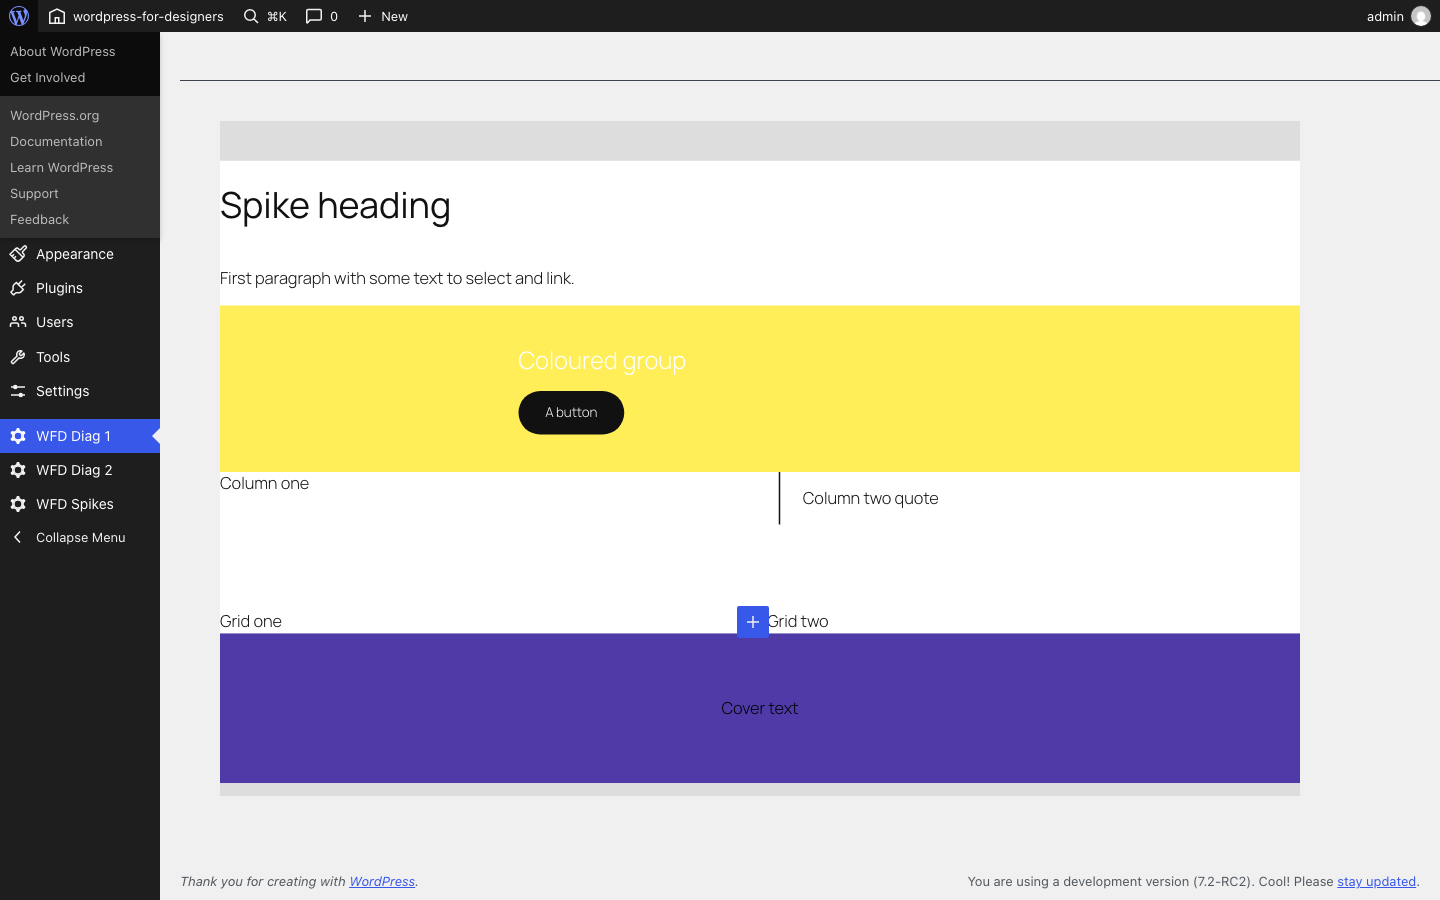 wordpress-for-designers
⌘K
0
New
admin
About WordPress
Get Involved
WordPress.org
Documentation
Learn WordPress
Support
Feedback
Appearance
Plugins
Users
Tools
Settings
WFD Diag 1
WFD Diag 2
WFD Spikes
Collapse Menu
Spike heading
First paragraph with some text to select and link.
Coloured group
A button
Column one
Column two quote
Grid one
Grid two
Cover text
Thank you for creating with WordPress.
You are using a development version (7.2-RC2). Cool! Please stay updated.